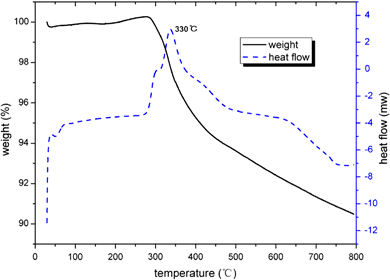 330℃
weight
heat flow
weight (%)
100
98
96
94
92
90
heat flow (mw)
4
2
0
-2
-4
-6
-8
-10
-12
0 100 200 300 400 500 600 700 800
temperature (℃)